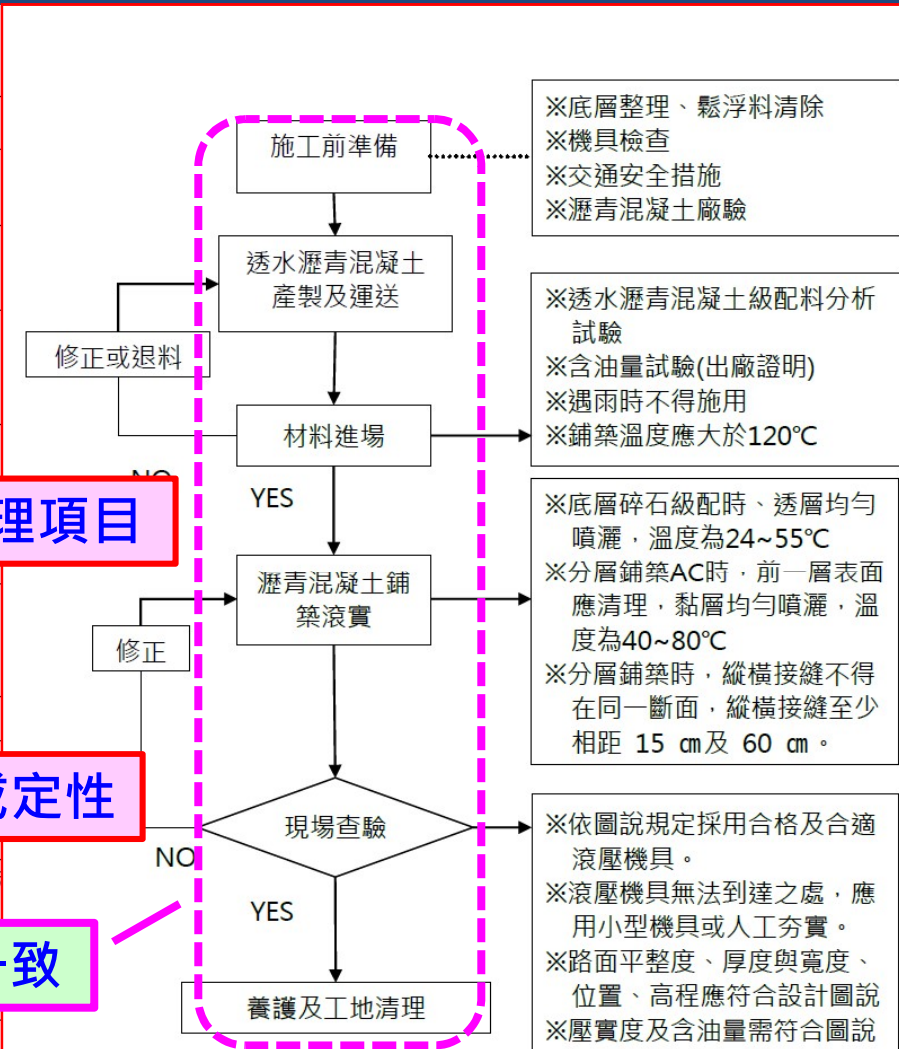 施工前準備
※底層整理、鬆浮料清除
※機具檢查
※交通安全措施
※瀝青混凝土廠驗
透水瀝青混凝土
產製及運送
修正或退料
※透水瀝青混凝土級配料分析
試驗
※含油量試驗(出廠證明)
※遇雨時不得施用
※鋪築溫度應大於120℃
材料進場
NO
YES
理項目
※底層碎石級配時、透層均勻
噴灑，溫度為24~55℃
※分層鋪築AC時，前一層表面
應清理，黏層均勻噴灑，溫
度為40~80℃
※分層鋪築時，縱橫接縫不得
在同一斷面，縱橫接縫至少
相距 15 ㎝及 60 ㎝。
瀝青混凝土鋪
築滾實
修正
定性
現場查驗
NO
YES
※依圖說規定採用合格及合適
滾壓機具。
※滾壓機具無法到達之處，應
用小型機具或人工夯實。
※路面平整度、厚度與寬度、
位置、高程應符合設計圖說
※壓實度及含油量需符合圖說
一致
養護及工地清理